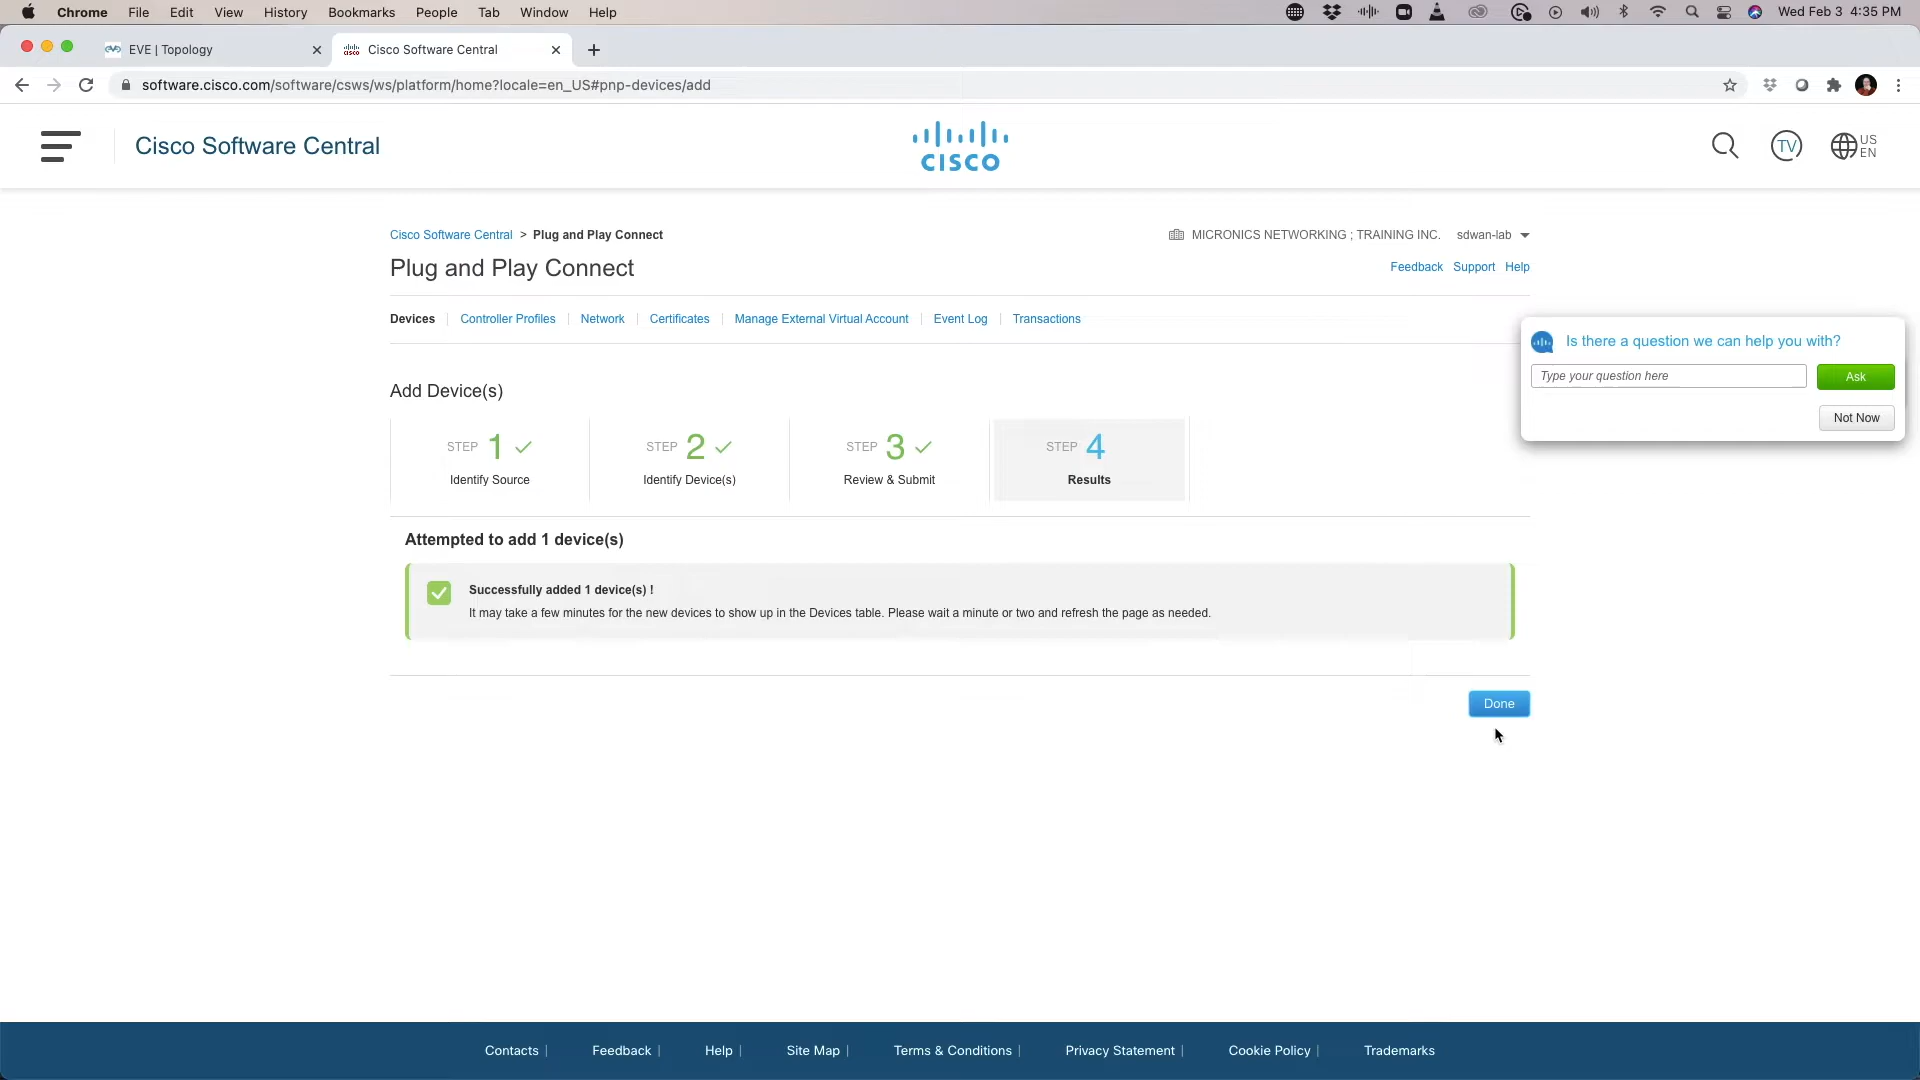 Chrome File Edit View History Bookmarks People Tab Window Help Wed Feb 3 4:35 PM
EVE | Topology Cisco Software Central
software.cisco.com/software/csws/ws/platform/home?locale=en_US#pnp-devices/add
Cisco Software Central
CISCO
TV
US
EN
Cisco Software Central > Plug and Play Connect
MICRONICS NETWORKING ; TRAINING INC. sdwan-lab
Plug and Play Connect
Feedback Support Help
Devices Controller Profiles Network Certificates Manage External Virtual Account Event Log Transactions
Is there a question we can help you with?
Type your question here
Ask
Not Now
Add Device(s)
STEP 1
Identify Source
STEP 2
Identify Device(s)
STEP 3
Review & Submit
STEP 4
Results
Attempted to add 1 device(s)
Successfully added 1 device(s) !
It may take a few minutes for the new devices to show up in the Devices table. Please wait a minute or two and refresh the page as needed.
Done
Contacts | Feedback | Help | Site Map | Terms & Conditions | Privacy Statement | Cookie Policy | Trademarks